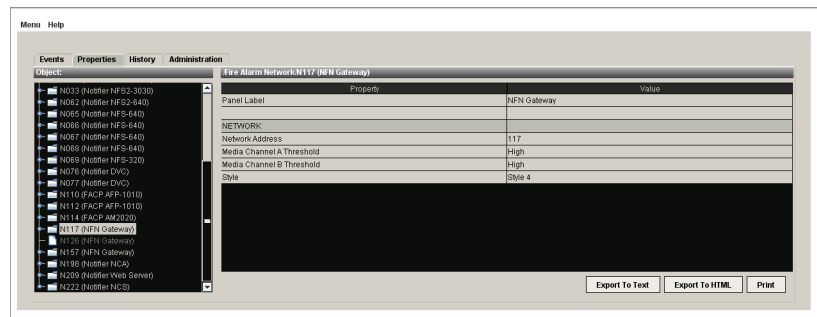 Menu Help
Events Properties History Administration
Object:
/Fire Alarm Network/N117 (NFN Gateway)
N033 (Notifier NFS2-3030)
N062 (Notifier NFS2-640)
N065 (Notifier NFS-640)
N066 (Notifier NFS-640)
N067 (Notifier NFS-640)
N068 (Notifier NFS-640)
N069 (Notifier NFS-320)
N076 (Notifier DVC)
N077 (Notifier DVC)
N110 (FACP AFP-1010)
N112 (FACP AFP-1010)
N114 (FACP AM2020)
N117 (NFN Gateway)
N126 (NFN Gateway)
N157 (NFN Gateway)
N198 (Notifier NCA)
N209 (Notifier Web Server)
N222 (Notifier NCS)
Property Value
Panel Label NFN Gateway
NETWORK
Network Address 117
Media Channel A Threshold High
Media Channel B Threshold High
Style Style 4
Export To Text Export To HTML Print